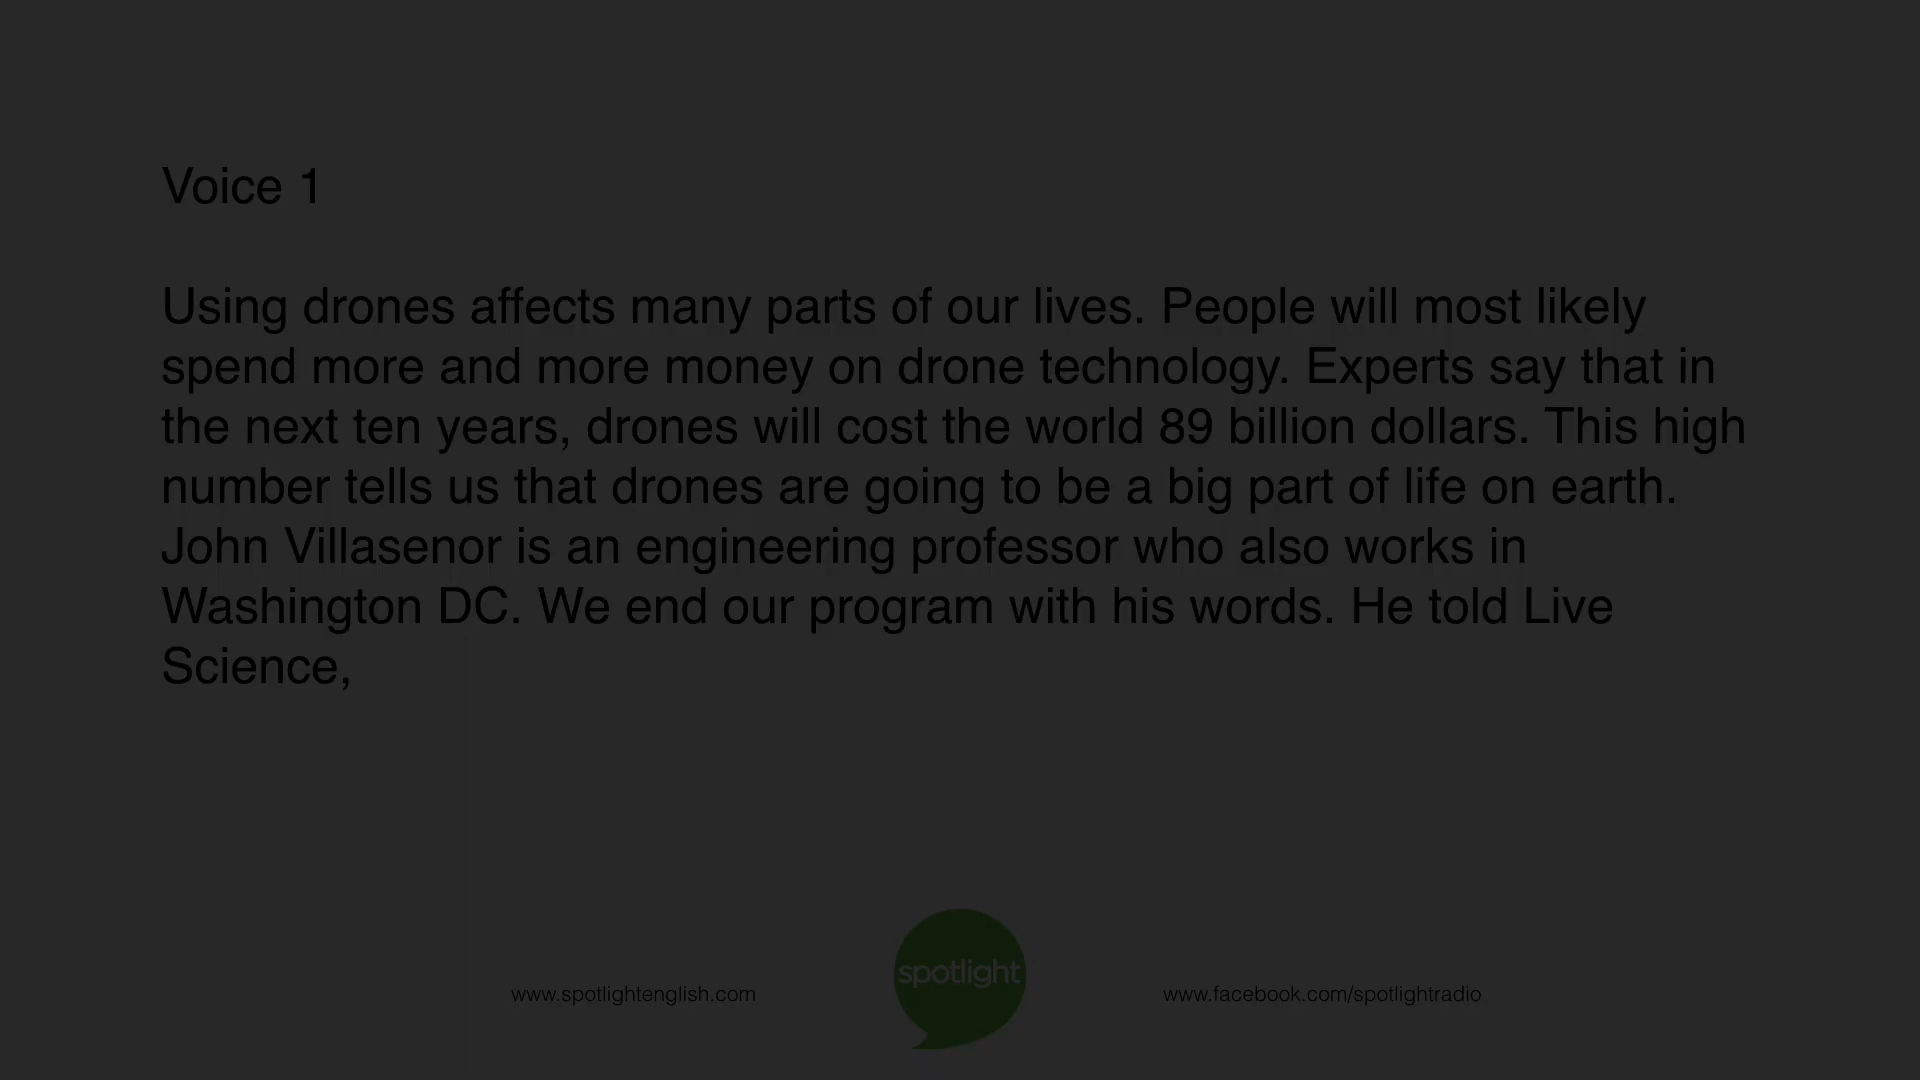 Voice 1
Using drones affects many parts of our lives. People will most likely
spend more and more money on drone technology. Experts say that in
the next ten years, drones will cost the world 89 billion dollars. This high
number tells us that drones are going to be a big part of life on earth.
John Villasenor is an engineering professor who also works in
Washington DC. We end our program with his words. He told Live
Science,
spotlight
www.spotlightenglish.com
www.facebook.com/spotlightradio